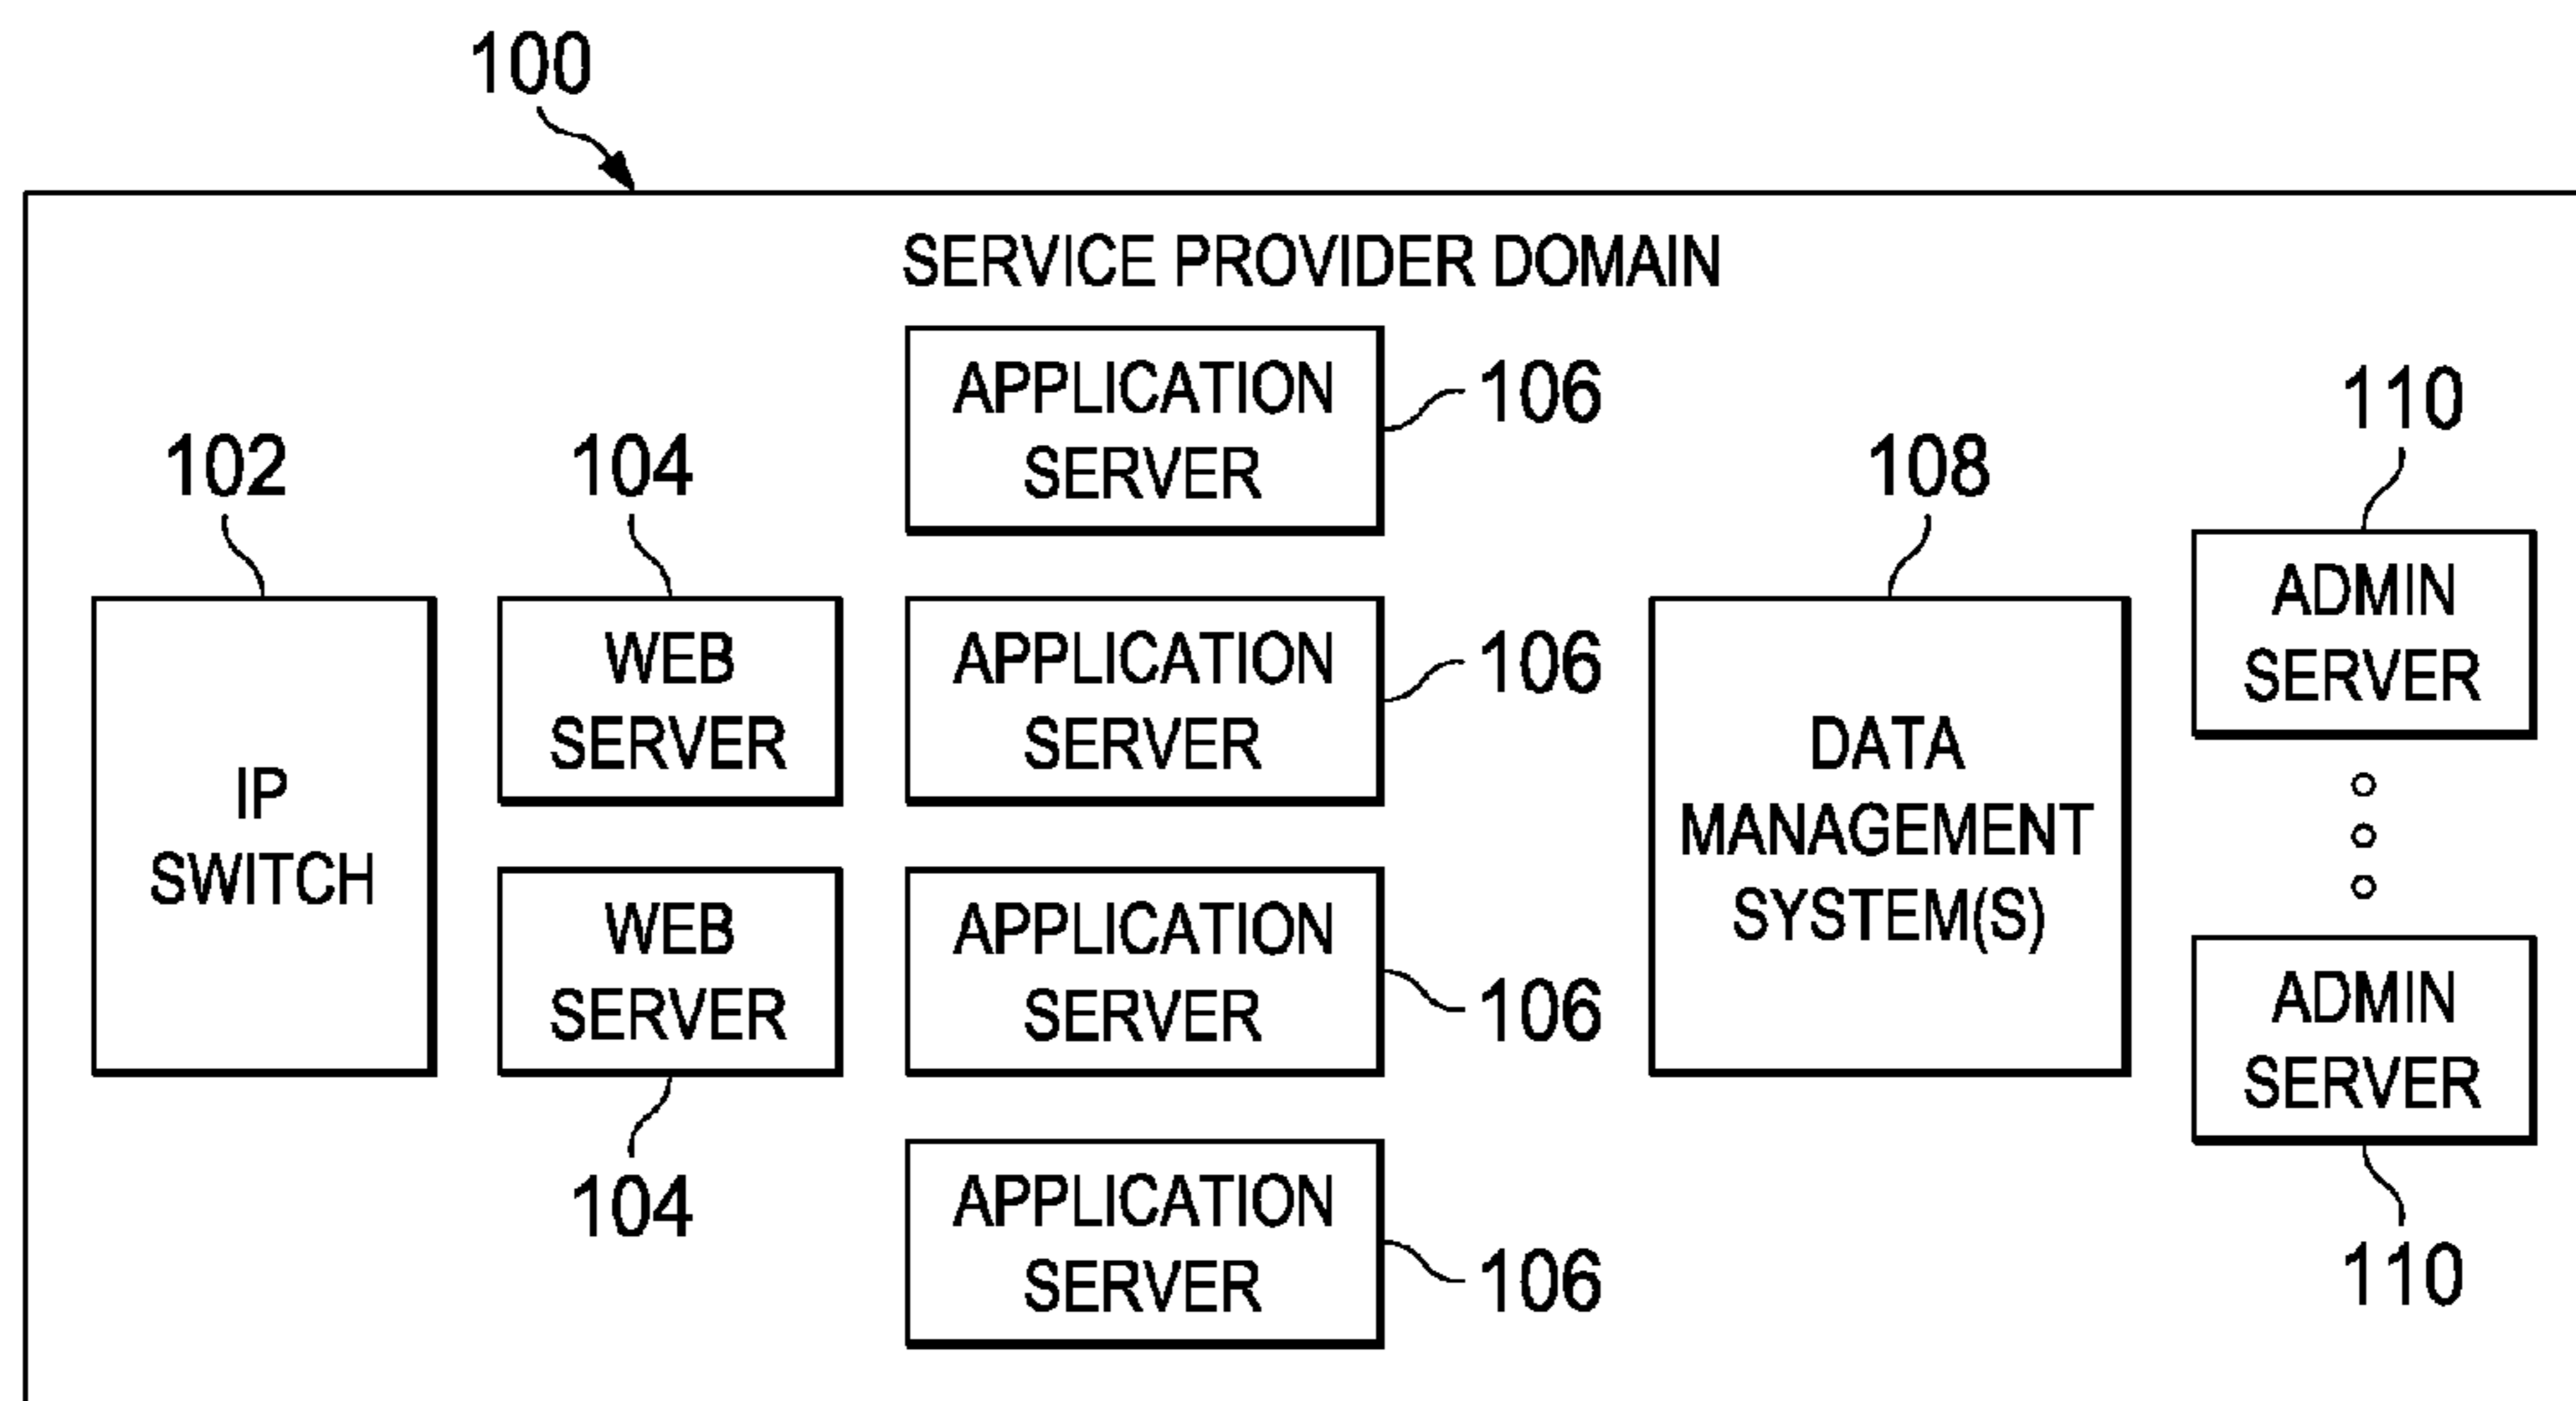 100
SERVICE PROVIDER DOMAIN
102
IP
SWITCH
104
WEB
SERVER
WEB
SERVER
104
APPLICATION
SERVER
106
APPLICATION
SERVER
106
APPLICATION
SERVER
106
APPLICATION
SERVER
106
108
DATA
MANAGEMENT
SYSTEM(S)
110
ADMIN
SERVER
ADMIN
SERVER
110